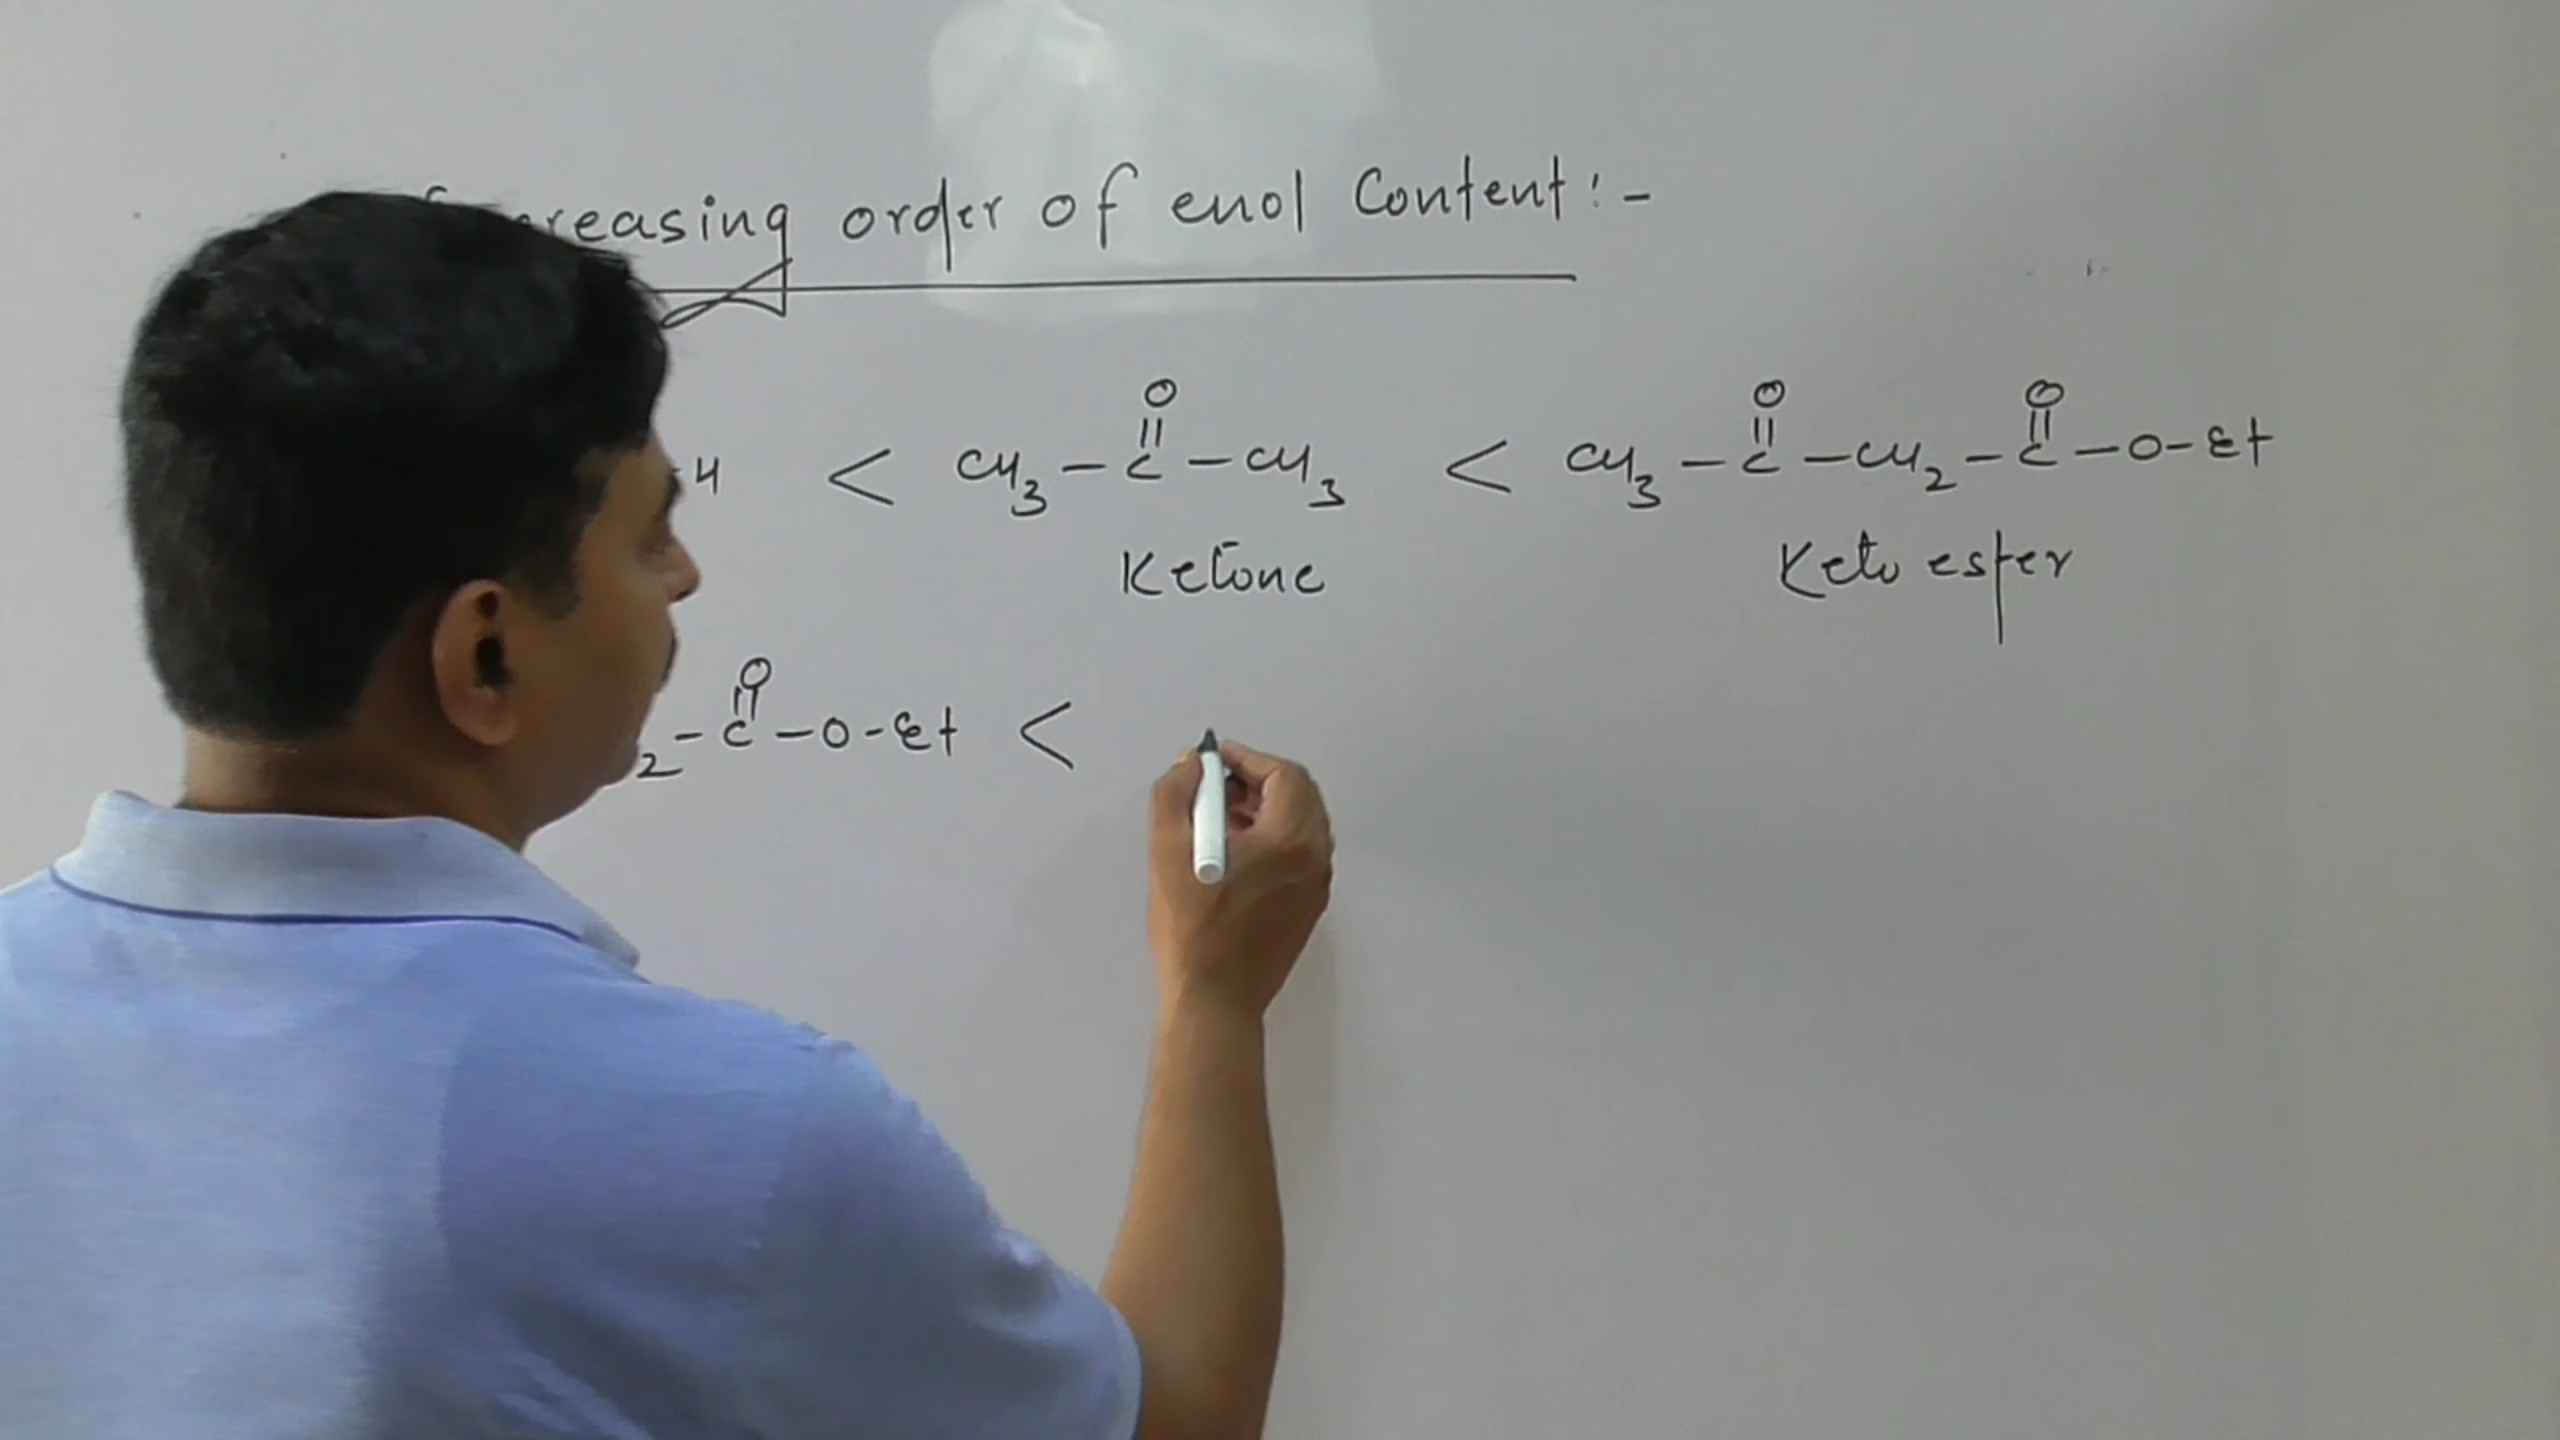 reasing order of enol Content :-
O O O
-H < CH3-C-CH3 < CH3-C-CH2-C-O-Et
Ketone Keto ester
O
2-C-O-Et <